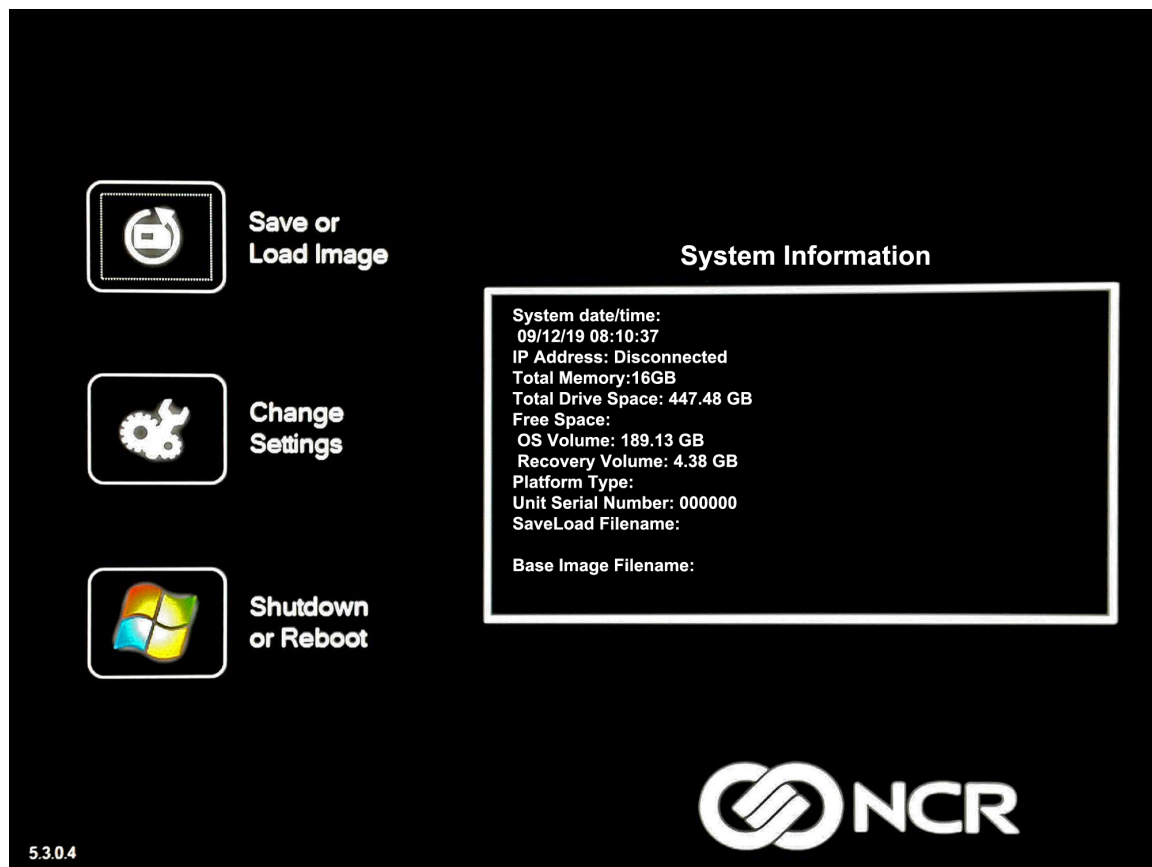 Save or
Load Image
Change
Settings
Shutdown
or Reboot
System Information
System date/time:
09/12/19 08:10:37
IP Address: Disconnected
Total Memory:16GB
Total Drive Space: 447.48 GB
Free Space:
OS Volume: 189.13 GB
Recovery Volume: 4.38 GB
Platform Type:
Unit Serial Number: 000000
SaveLoad Filename:
Base Image Filename:
NCR
5.3.0.4